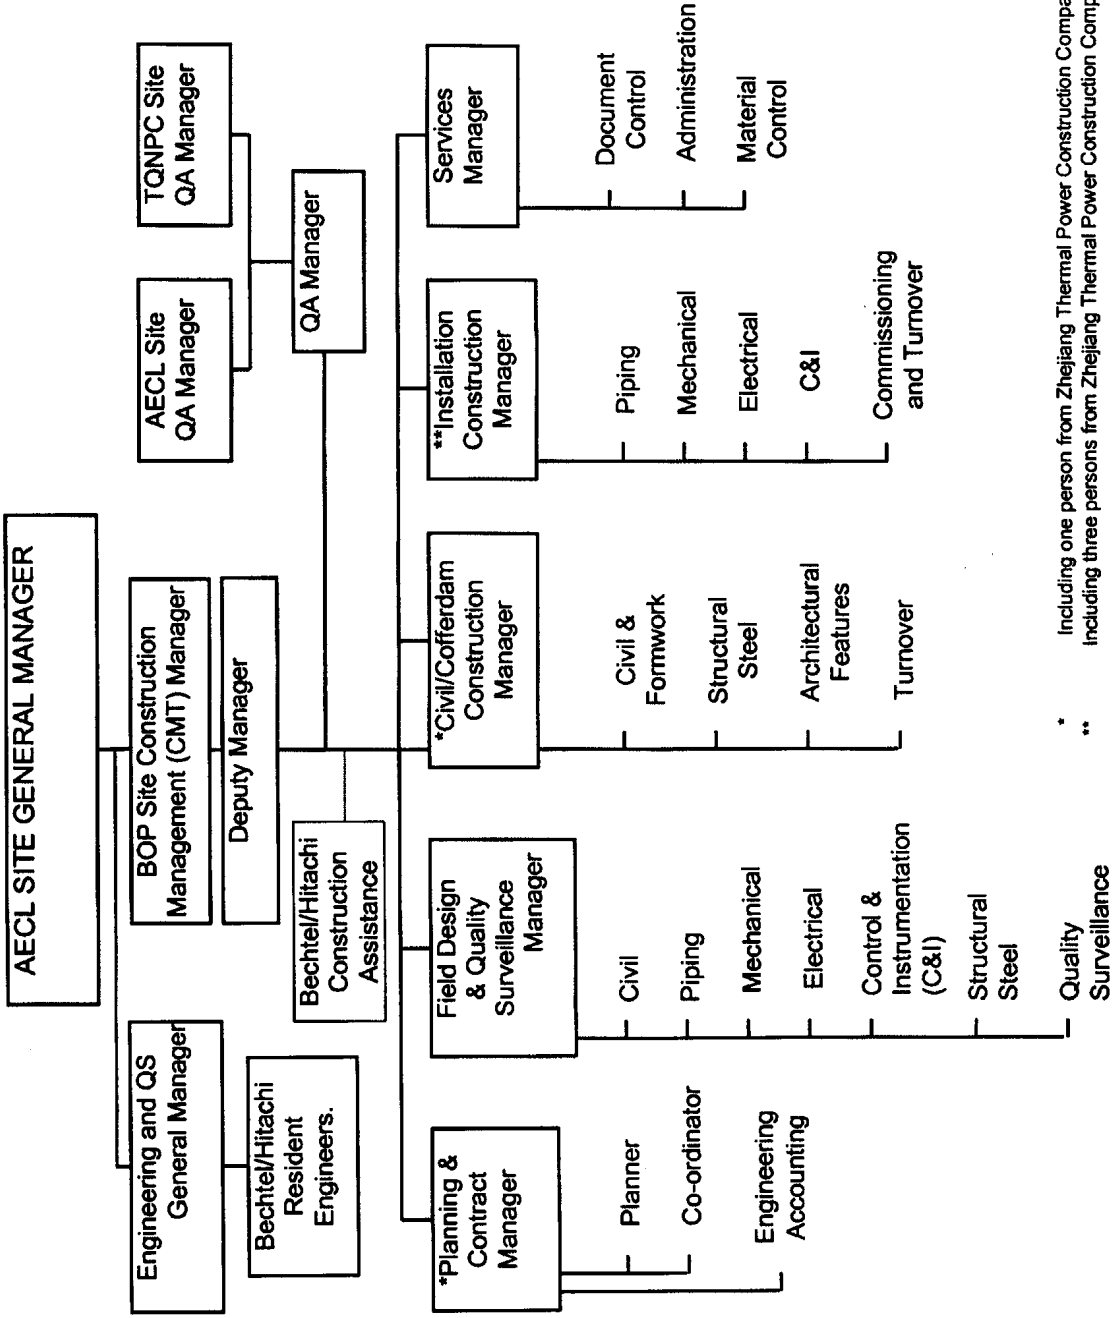 AECL SITE GENERAL MANAGER
Engineering and QS
General Manager
BOP Site Construction
Management (CMT) Manager
AECL Site
QA Manager
TQNPC Site
QA Manager
Deputy Manager
Bechtel/Hitachi
Resident
Engineers.
Bechtel/Hitachi
Construction
Assistance
QA Manager
*Planning &
Contract
Manager
Planner
Co-ordinator
Engineering
Accounting
Field Design
& Quality
Surveillance
Manager
Civil
Piping
Mechanical
Electrical
Control &
Instrumentation
(C&I)
Structural
Steel
Quality
Surveillance
*Civil/Cofferdam
Construction
Manager
Civil &
Formwork
Structural
Steel
Architectural
Features
Turnover
**Installation
Construction
Manager
Piping
Mechanical
Electrical
C&I
Commissioning
and Turnover
Services
Manager
Document
Control
Administration
Material
Control
* Including one person from Zhejiang Thermal Power Construction
** Including three persons from Zhejiang Thermal Power Construction